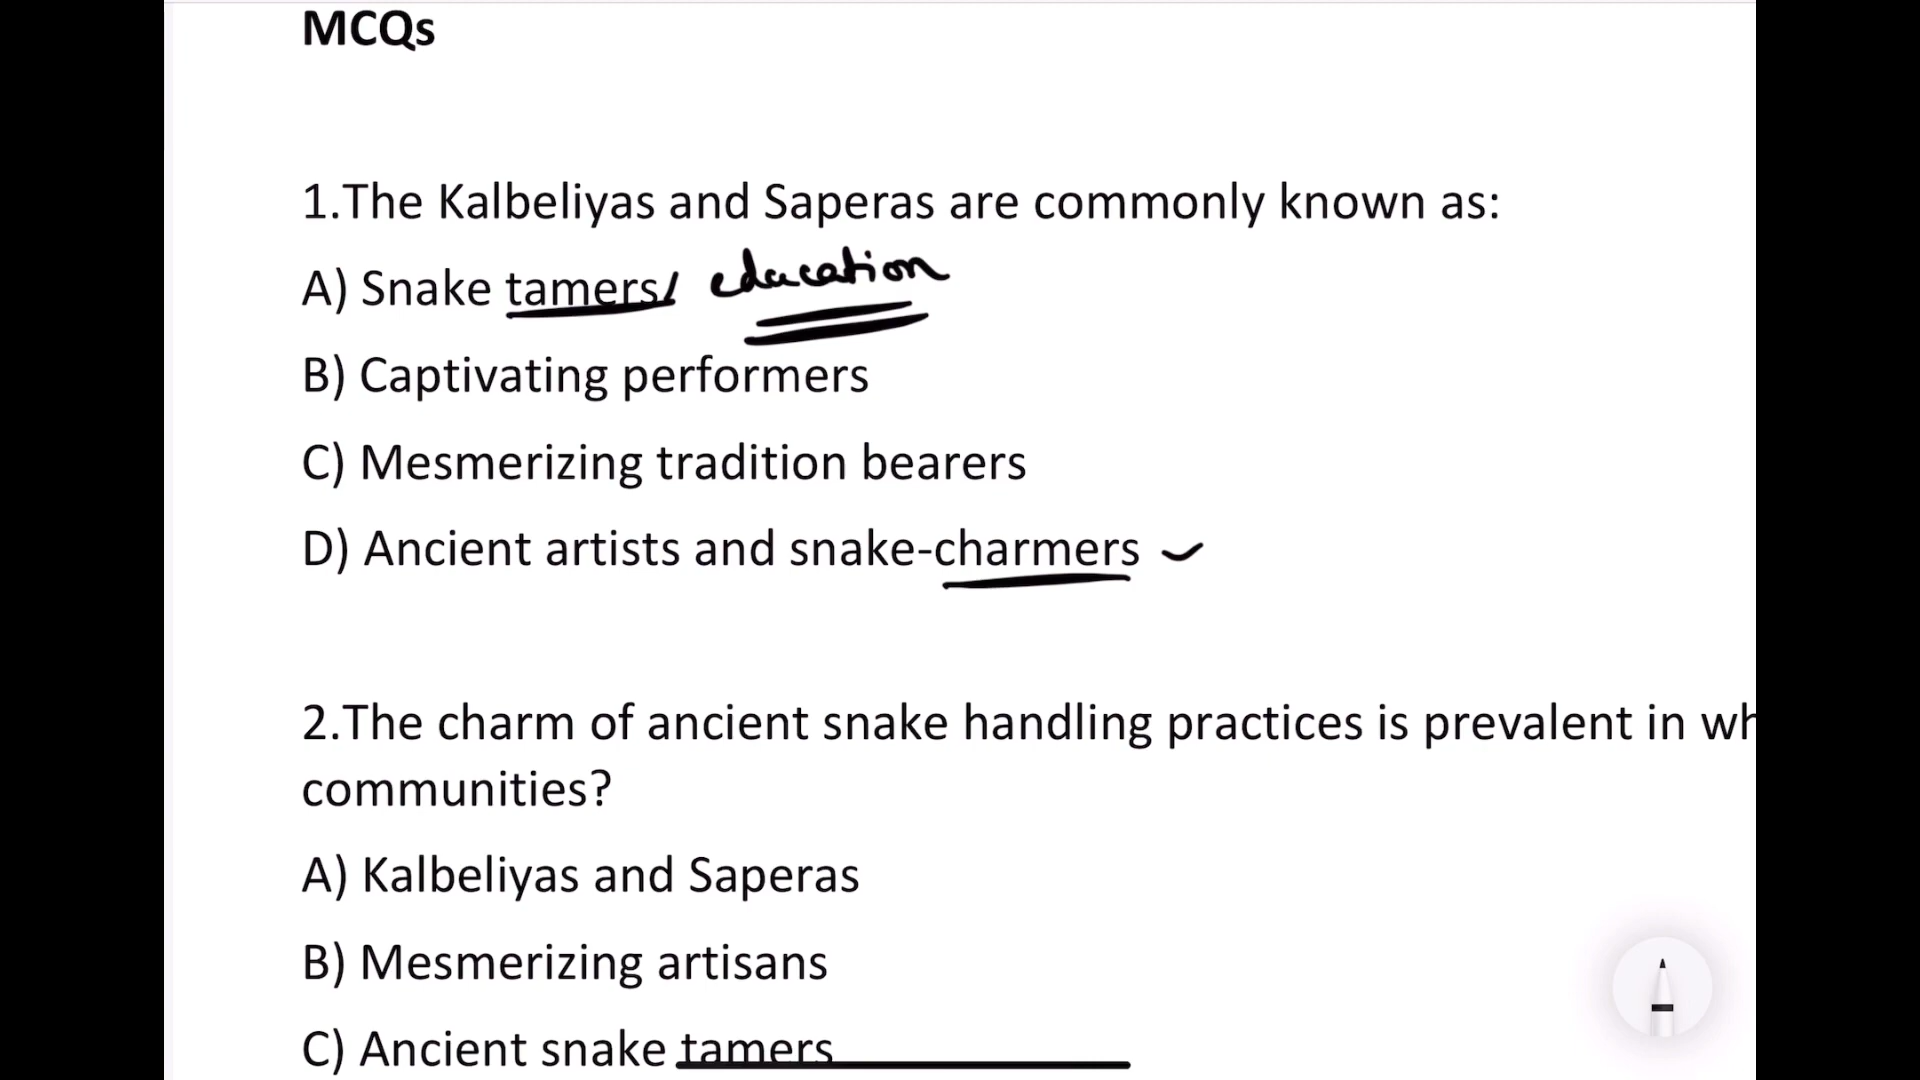 MCQs
1.The Kalbeliyas and Saperas are commonly known as:
A) Snake tamers/ education
B) Captivating performers
C) Mesmerizing tradition bearers
D) Ancient artists and snake-charmers
2.The charm of ancient snake handling practices is prevalent in wh
communities?
A) Kalbeliyas and Saperas
B) Mesmerizing artisans
C) Ancient snake tamers